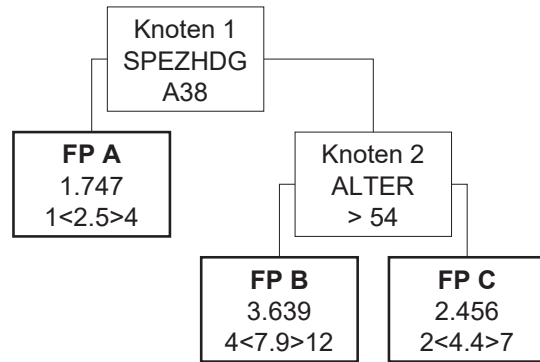 Knoten 1
SPEZHDG
A38
FP A
1.747
1<2.5>4
Knoten 2
ALTER
> 54
FP B
3.639
4<7.9>12
FP C
2.456
2<4.4>7